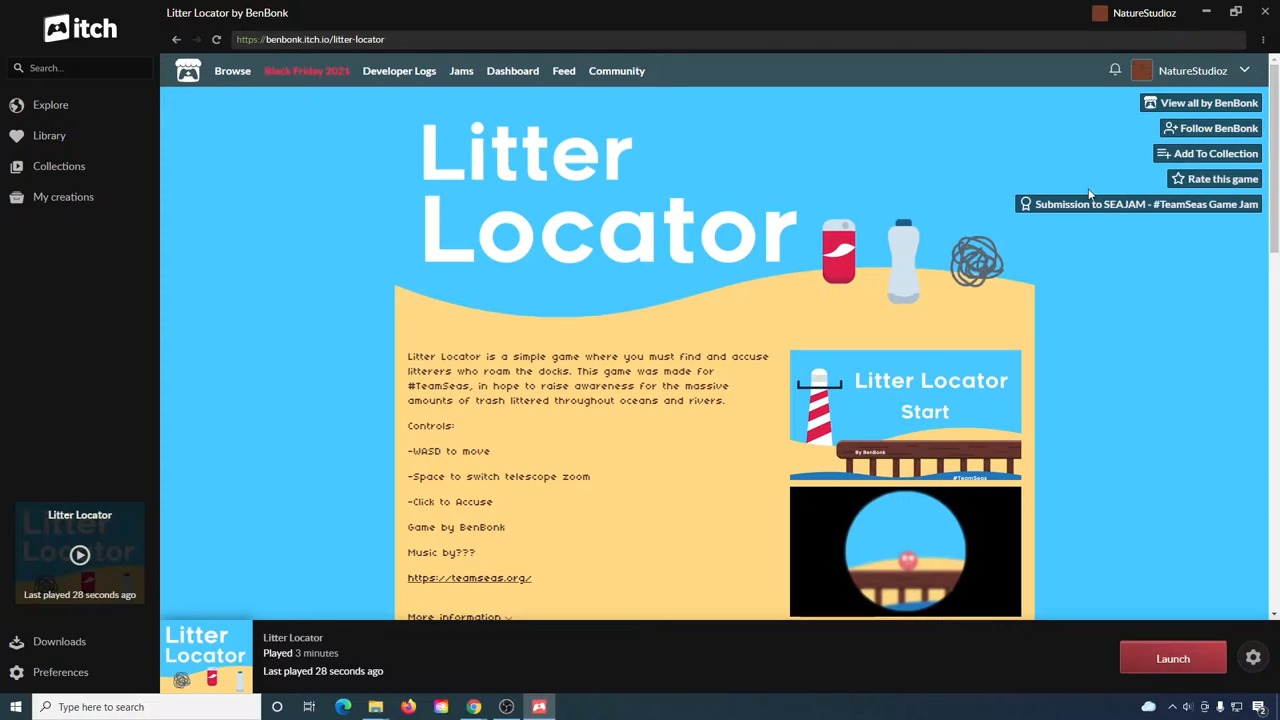 Litter Locator by BenBonk
NatureStudioz
itch
https://benbonk.itch.io/litter-locator
Search...
Browse
Black Friday 2021
Developer Logs
Jams
Dashboard
Feed
Community
NatureStudioz
Explore
Library
Collections
My creations
View all by BenBonk
Follow BenBonk
Add To Collection
Rate this game
Submission to SEAJAM - #TeamSeas Game Jam
Litter
Locator
Litter Locator is a simple game where you must find and accuse
litterers who roam the docks. This game was made for
#TeamSeas, in hope to raise awareness for the massive
amounts of trash littered throughout oceans and rivers.
Controls:
-WASD to move
-Space to switch telescope zoom
-Click to Accuse
Game by BenBonk
Music by???
https://teamseas.org/
More information
Litter Locator
Start
By BenBonk
#TeamSeas
Litter Locator
Litter
Locator
Last played 28 seconds ago
Downloads
Preferences
Litter
Locator
Litter Locator
Played 3 minutes
Last played 28 seconds ago
Launch
Type here to search
2